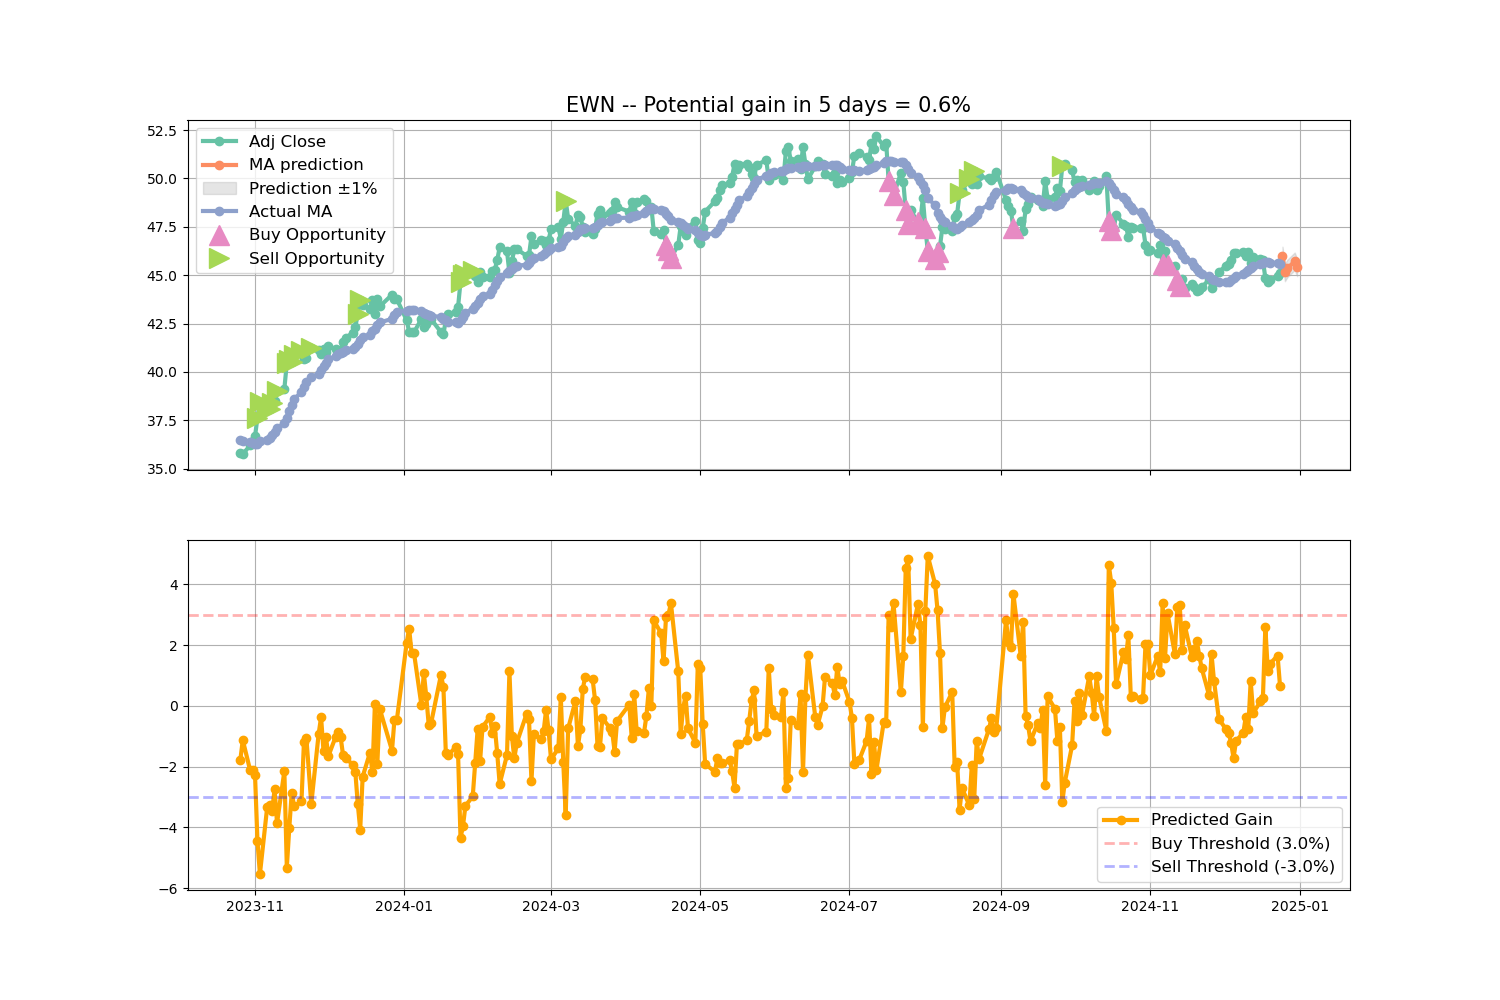 EWN -- Potential gain in 5 days = 0.6%
52.5
50.0
47.5
45.0
42.5
40.0
37.5
35.0
Adj Close
MA prediction
Prediction ±1%
Actual MA
Buy Opportunity
Sell Opportunity
4
2
0
−2
−4
−6
Predicted Gain
Buy Threshold (3.0%)
Sell Threshold (-3.0%)
2023-11 2024-01 2024-03 2024-05 2024-07 2024-09 2024-11 2025-01